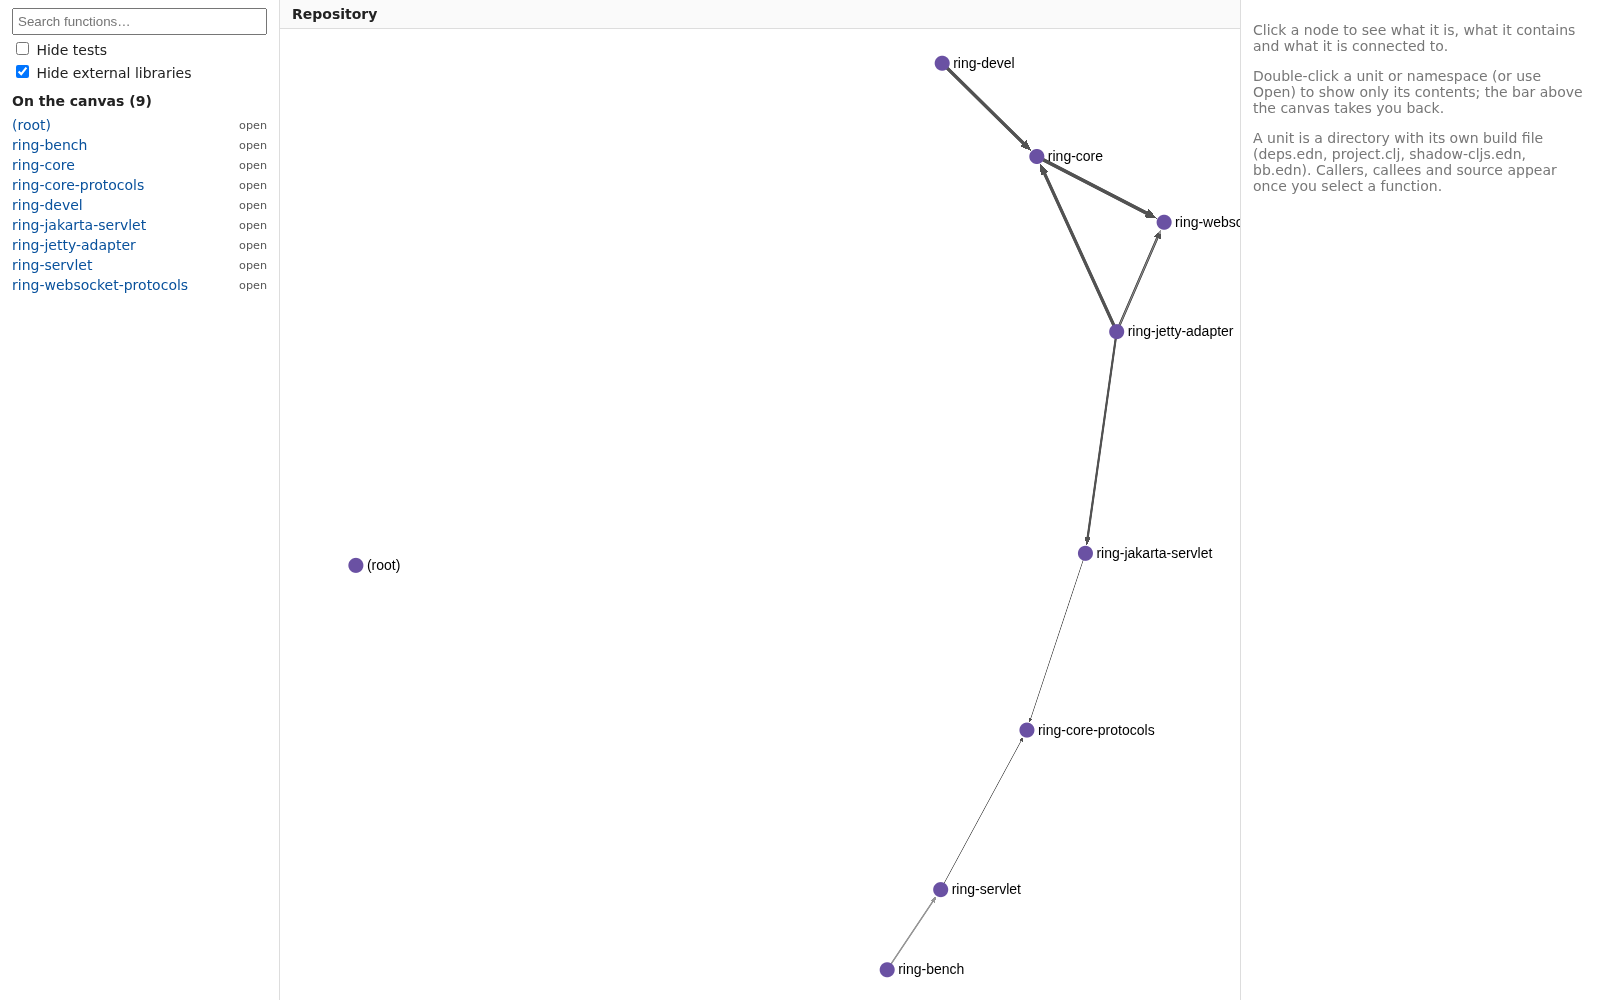 Search functions…
Hide tests
Hide external libraries
On the canvas (9)
(root) open
ring-bench open
ring-core open
ring-core-protocols open
ring-devel open
ring-jakarta-servlet open
ring-jetty-adapter open
ring-servlet open
ring-websocket-protocols open
Repository
ring-devel
ring-core
ring-webso
ring-jetty-adapter
ring-jakarta-servlet
(root)
ring-core-protocols
ring-servlet
ring-bench
Click a node to see what it is, what it contains
and what it is connected to.
Double-click a unit or namespace (or use
Open) to show only its contents; the bar above
the canvas takes you back.
A unit is a directory with its own build file
(deps.edn, project.clj, shadow-cljs.edn,
bb.edn). Callers, callees and source appear
once you select a function.